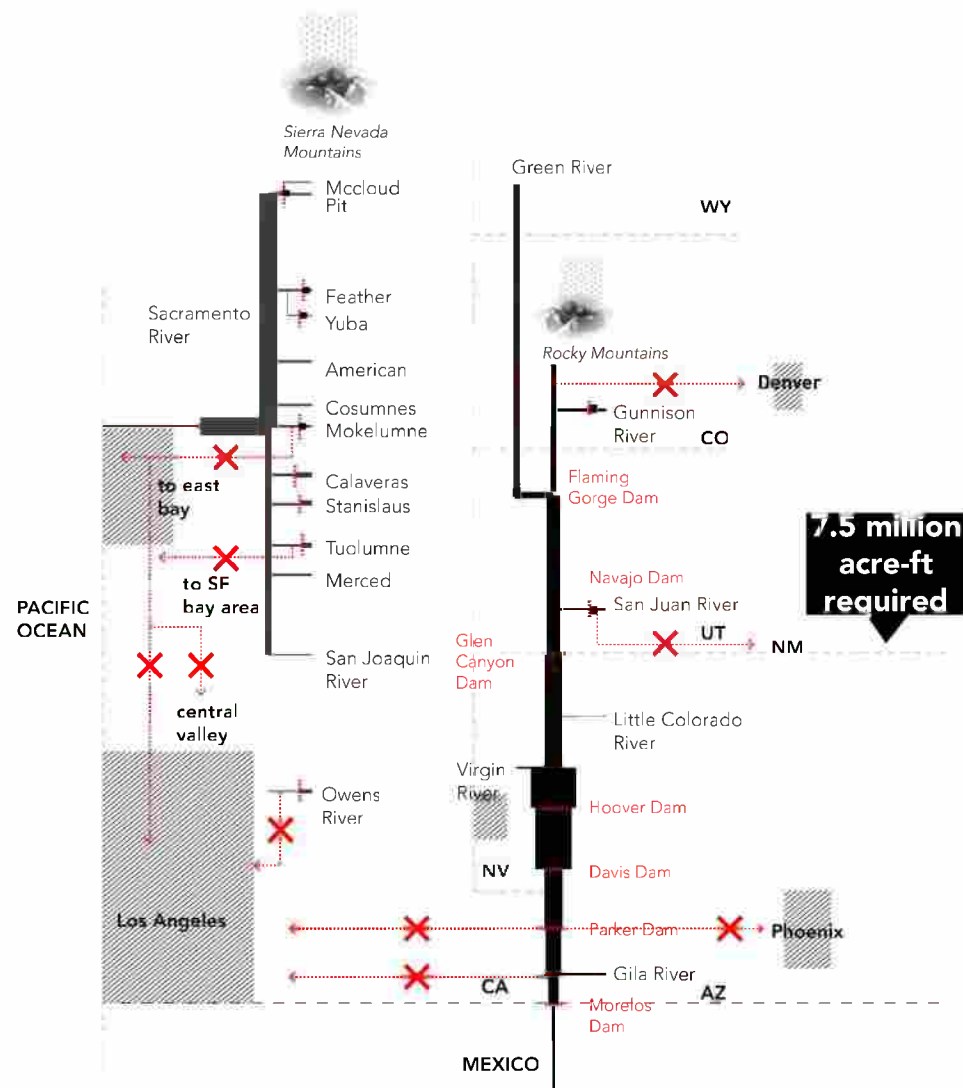 Sierra Nevada
Mountains
Mccloud
Pit
Feather
Yuba
Sacramento
River
American
Cosumnes
Mokelumne
to east
bay
Calaveras
Stanislaus
Tuolumne
to SF
bay area
Merced
PACIFIC
OCEAN
San Joaquin
River
central
valley
Owens
River
Los Angeles
Green River
WY
Rocky Mountains
Denver
Gunnison
River
CO
Flaming
Gorge Dam
7.5 million
acre-ft
required
Navajo Dam
San Juan River
UT
NM
Glen
Canyon
Dam
Little Colorado
River
Virgin
River
Hoover Dam
NV
Davis Dam
Parker Dam
Phoenix
Gila River
CA
AZ
Morelos
Dam
MEXICO